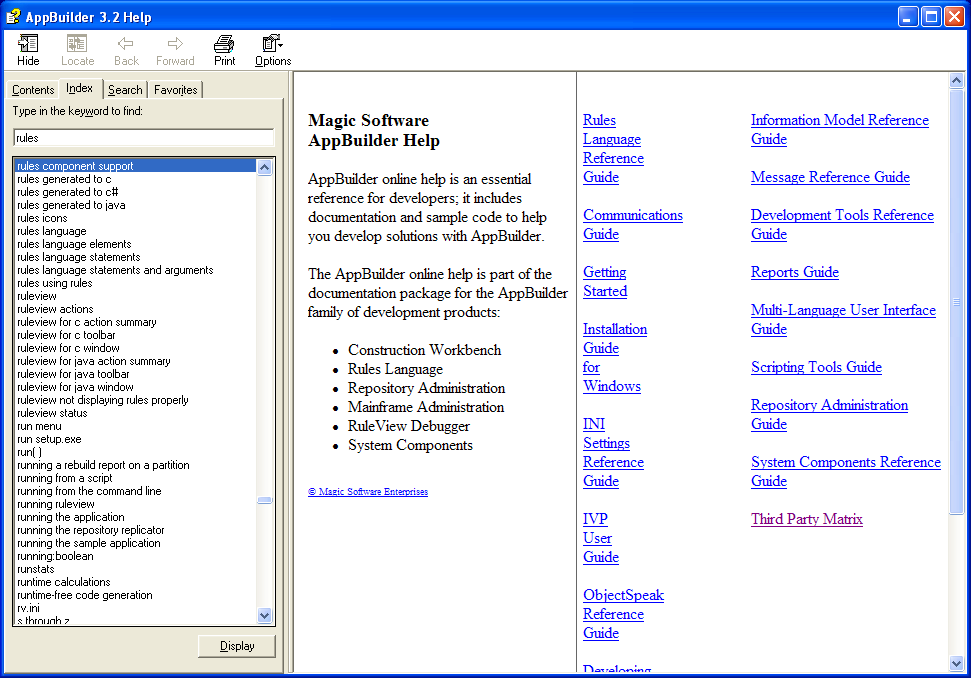 AppBuilder 3.2 Help
Hide
Locate
Back
Forward
Print
Options
Contents
Index
Search
Favorites
Type in the keyword to find:
rules
rules component support
rules generated to c
rules generated to c#
rules generated to java
rules icons
rules language
rules language elements
rules language statements
rules language statements and arguments
rules using rules
ruleview
ruleview actions
ruleview for c action summary
ruleview for c toolbar
ruleview for c window
ruleview for java action summary
ruleview for java toolbar
ruleview for java window
ruleview not displaying rules properly
ruleview status
run menu
run setup.exe
run( )
running a rebuild report on a partition
running from a script
running from the command line
running ruleview
running the application
running the repository replicator
running the sample application
running:boolean
runstats
runtime calculations
runtime-free code generation
rv.ini
s through z
Display
Magic Software
AppBuilder Help
AppBuilder online help is an essential
reference for developers; it includes
documentation and sample code to help
you develop solutions with AppBuilder.
The AppBuilder online help is part of the
documentation package for the AppBuilder
family of development products:
• Construction Workbench
• Rules Language
• Repository Administration
• Mainframe Administration
• RuleView Debugger
• System Components
© Magic Software Enterprises
Rules
Language
Reference
Guide
Communications
Guide
Getting
Started
Installation
Guide
for
Windows
INI
Settings
Reference
Guide
IVP
User
Guide
ObjectSpeak
Reference
Guide
Developing
Information Model Reference
Guide
Message Reference Guide
Development Tools Reference
Guide
Reports Guide
Multi-Language User Interface
Guide
Scripting Tools Guide
Repository Administration
Guide
System Components Reference
Guide
Third Party Matrix